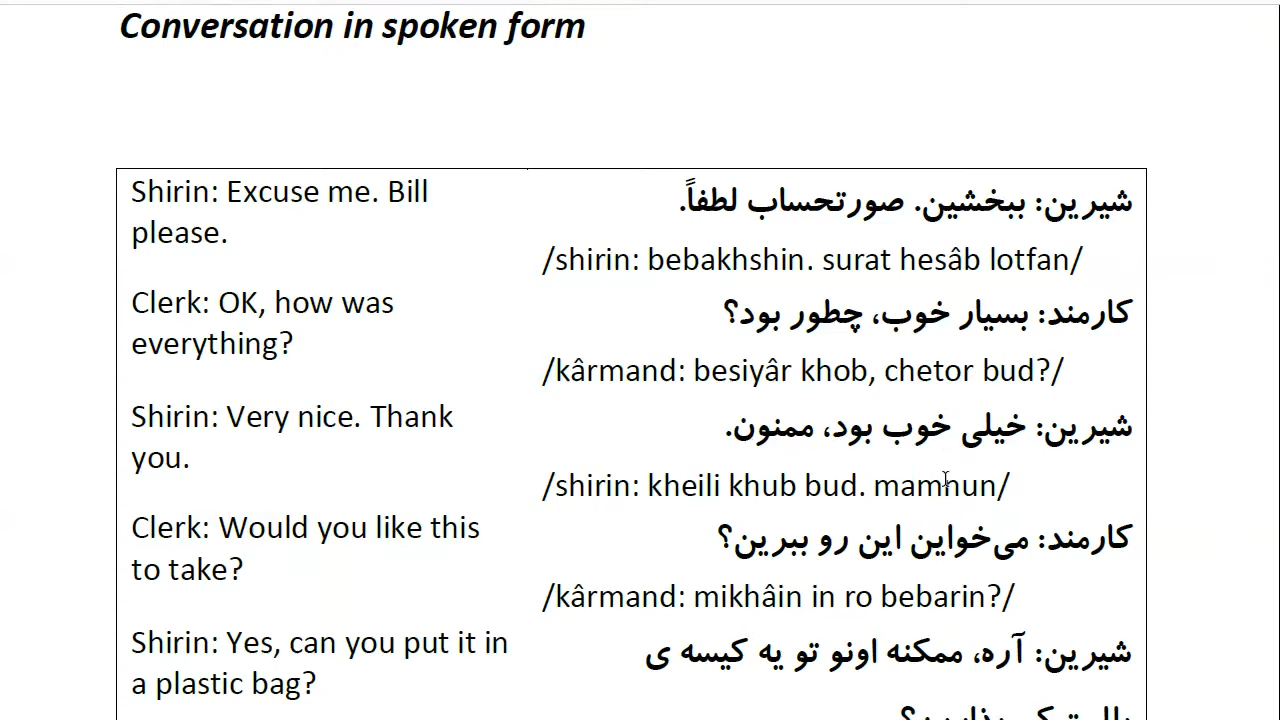 Conversation in spoken form
Shirin: Excuse me. Bill
please.
شیرین: ببخشین. صورتحساب لطفاً.
/shirin: bebakhshin. surat hesâb lotfan/
Clerk: OK, how was
everything?
کارمند: بسیار خوب، چطور بود؟
/kârmand: besiyâr khob, chetor bud?/
Shirin: Very nice. Thank
you.
شیرین: خیلی خوب بود، ممنون.
/shirin: kheili khub bud. mamnun/
Clerk: Would you like this
to take?
کارمند: می‌خواین این رو ببرین؟
/kârmand: mikhâin in ro bebarin?/
Shirin: Yes, can you put it in
a plastic bag?
شیرین: آره، ممکنه اونو تو یه کیسه ی